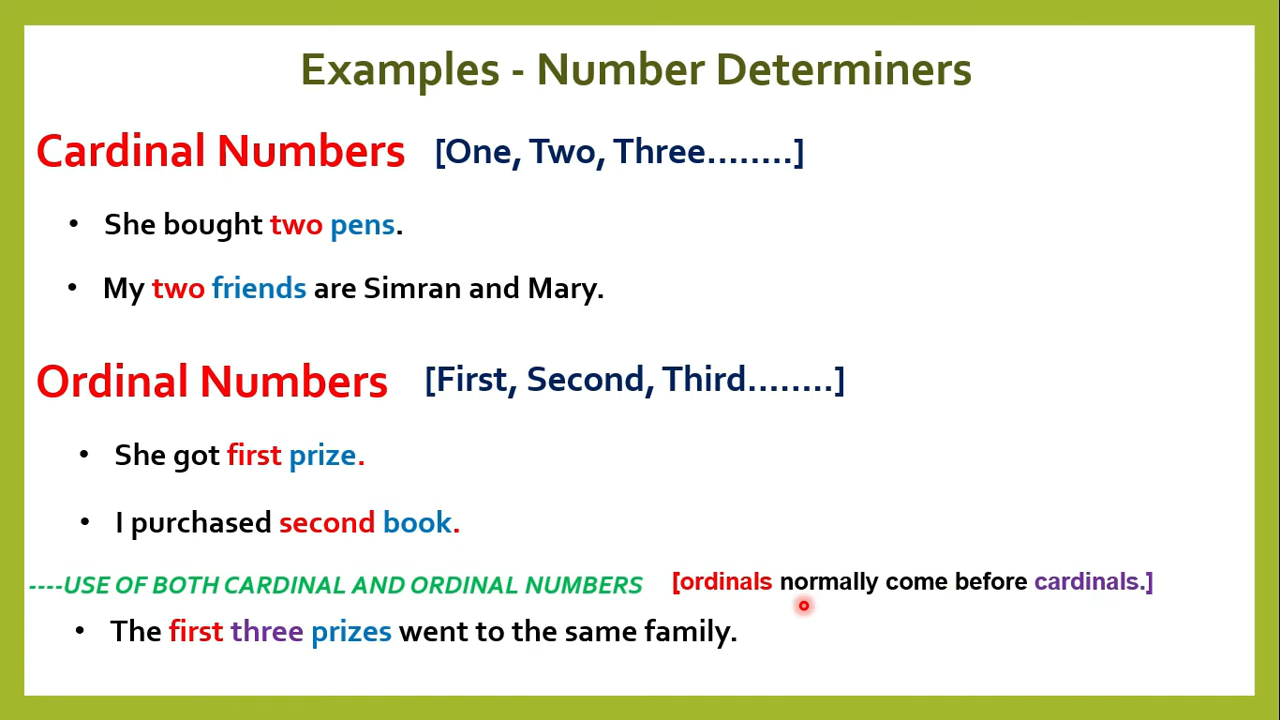 Examples - Number Determiners
Cardinal Numbers [One, Two, Three........]
• She bought two pens.
• My two friends are Simran and Mary.
Ordinal Numbers [First, Second, Third........]
• She got first prize.
• I purchased second book.
----USE OF BOTH CARDINAL AND ORDINAL NUMBERS [ordinals normally come before cardinals.]
• The first three prizes went to the same family.